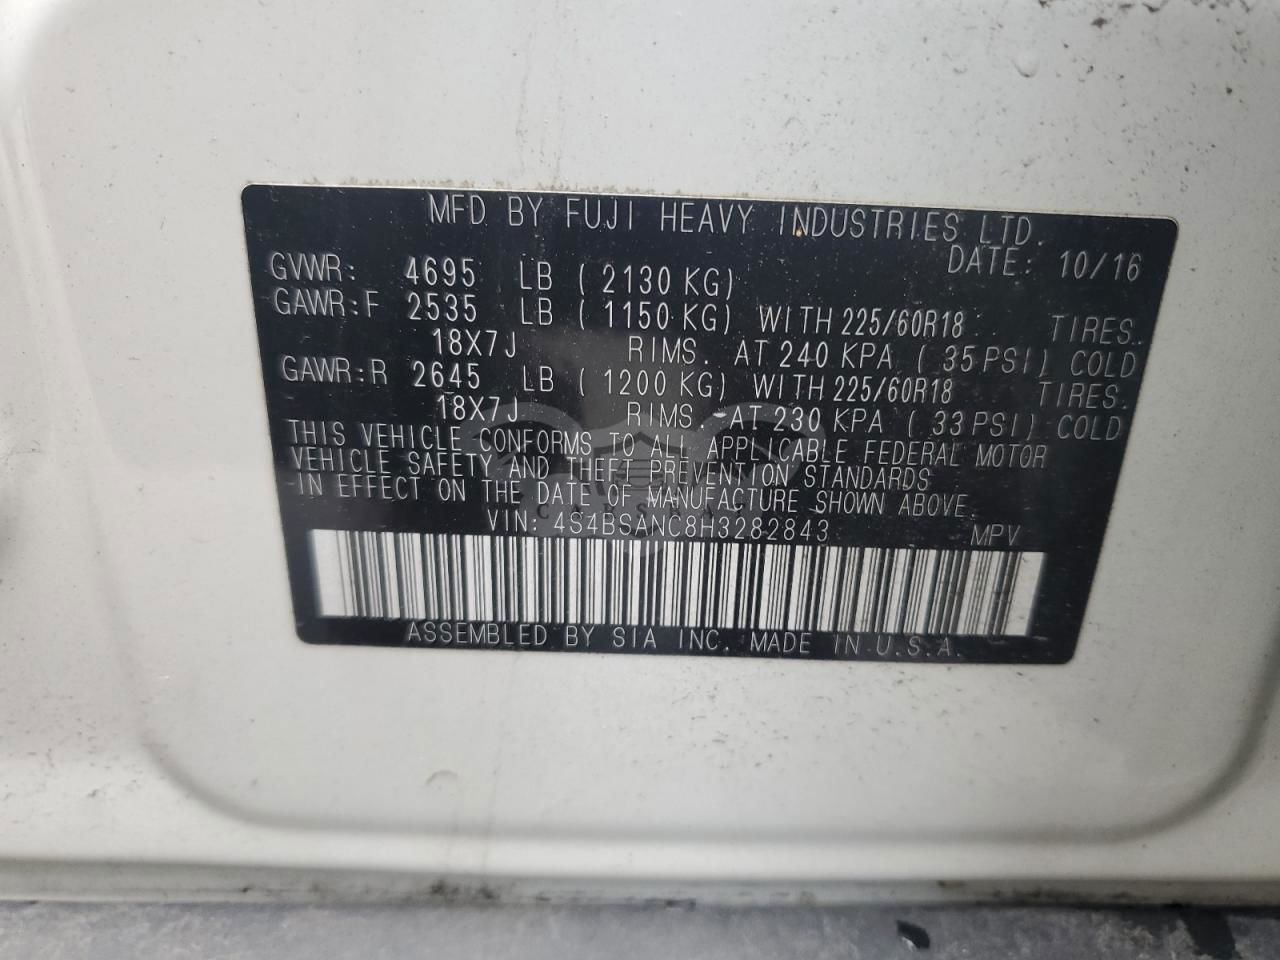 MFD BY FUJI HEAVY INDUSTRIES LTD.
DATE: 10/16
GVWR: 4695 LB (2130 KG)
GAWR:F 2535 LB (1150 KG) WITH 225/60R18 TIRES.
18X7J RIMS. AT 240 KPA (35 PSI) COLD
GAWR:R 2645 LB (1200 KG) WITH 225/60R18 TIRES.
18X7J RIMS. AT 230 KPA (33 PSI) COLD
THIS VEHICLE CONFORMS TO ALL APPLICABLE FEDERAL MOTOR
VEHICLE SAFETY AND THEFT PREVENTION STANDARDS
IN EFFECT ON THE DATE OF MANUFACTURE SHOWN ABOVE.
VIN: 4S4BSANC8H3282843 MPV
ASSEMBLED BY SIA INC. MADE IN U.S.A.